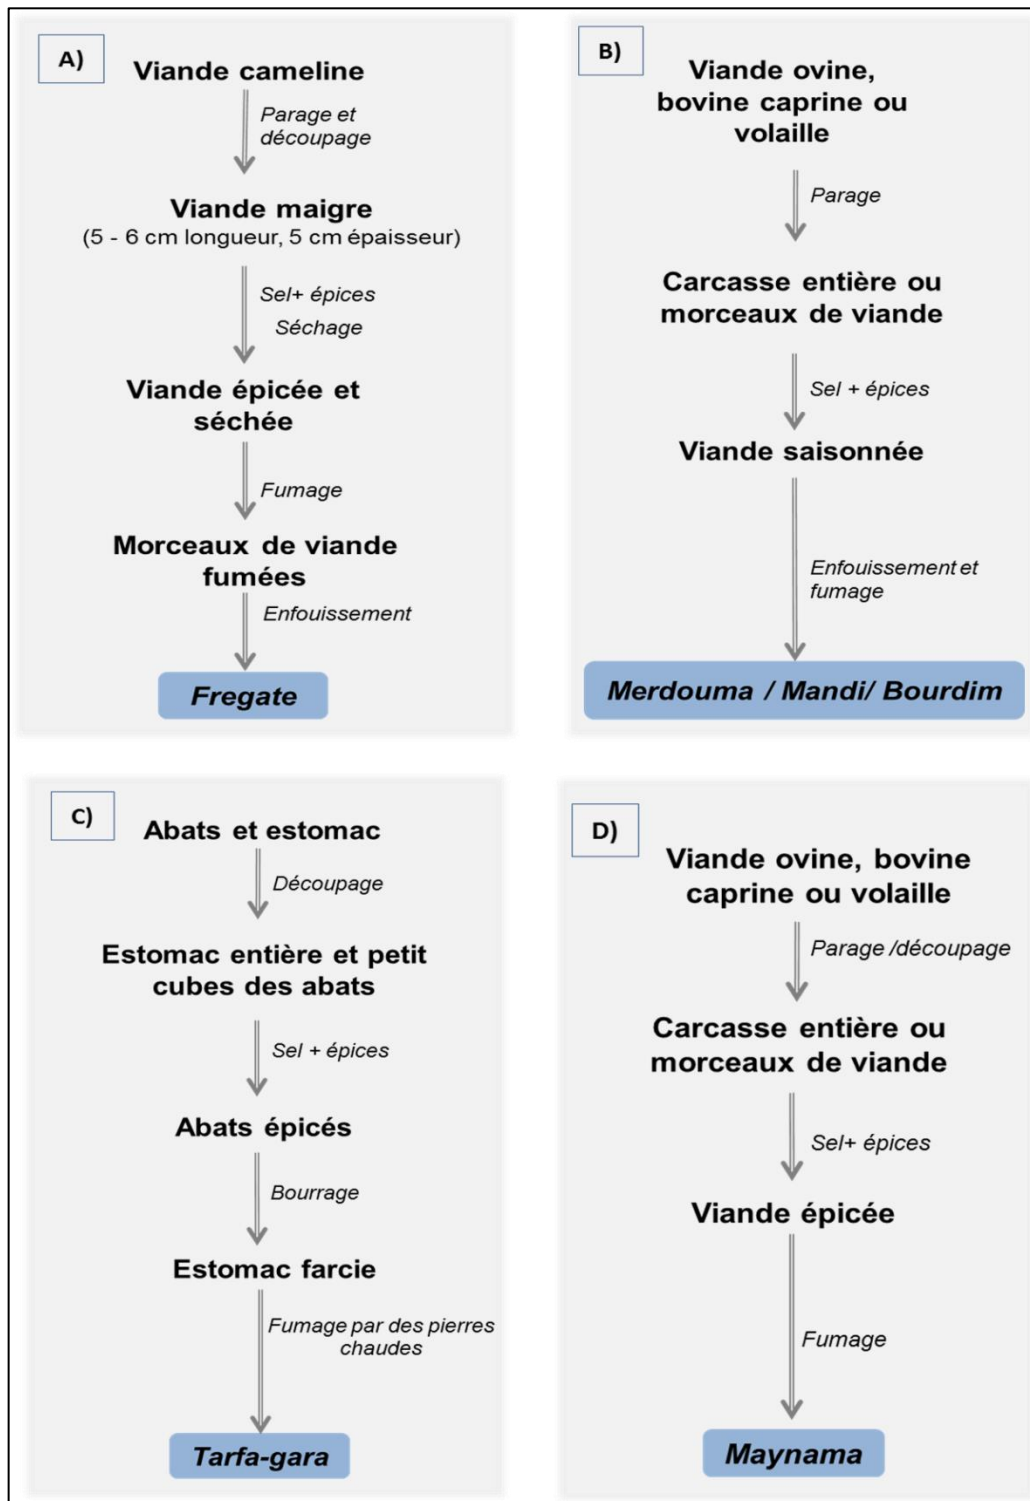 A)
Viande cameline
Parage et
découpage
Viande maigre
(5 - 6 cm longueur, 5 cm épaisseur)
Sel+ épices
Séchage
Viande épicée et
séchée
Fumage
Morceaux de viande
fumées
Enfouissement
Fregate
B)
Viande ovine,
bovine caprine ou
volaille
Parage
Carcasse entière ou
morceaux de viande
Sel + épices
Viande saisonnée
Enfouissement et
fumage
Merdouma / Mandi/ Bourdim
C)
Abats et estomac
Découpage
Estomac entière et petit
cubes des abats
Sel + épices
Abats épicés
Bourrage
Estomac farcie
Fumage par des pierres
chaudes
Tarfa-gara
D)
Viande ovine, bovine
caprine ou volaille
Parage /découpage
Carcasse entière ou
morceaux de viande
Sel+ épices
Viande épicée
Fumage
Maynama